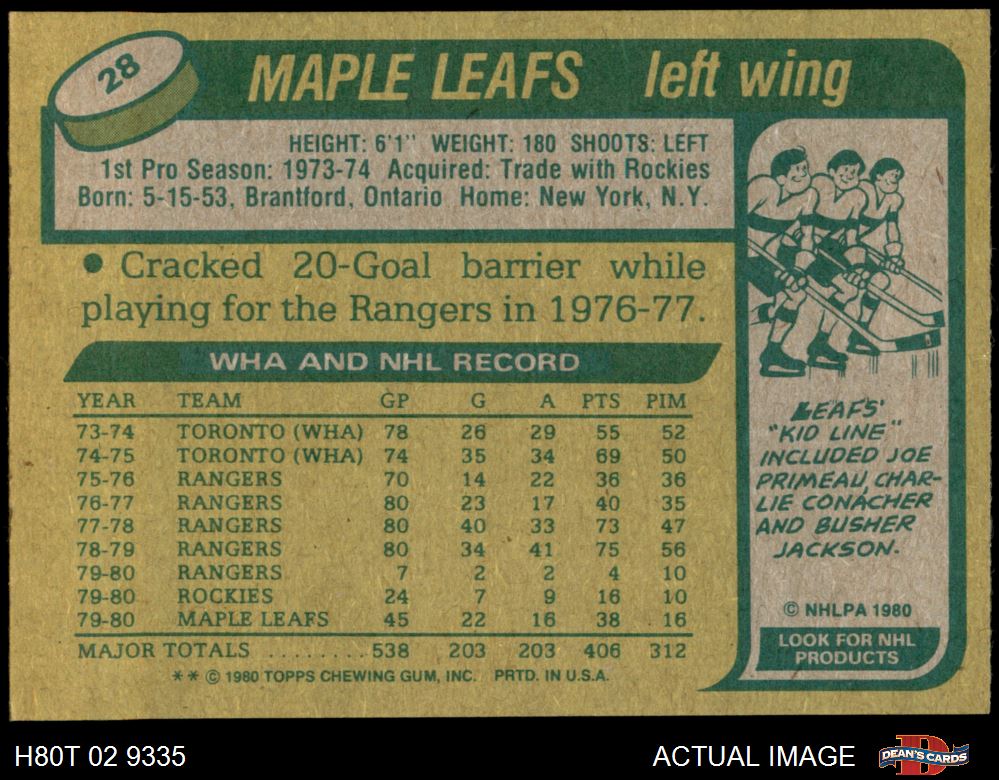 28
MAPLE LEAFS left wing
HEIGHT: 6'1" WEIGHT: 180 SHOOTS: LEFT
1st Pro Season: 1973-74 Acquired: Trade with Rockies
Born: 5-15-53, Brantford, Ontario Home: New York, N.Y.
• Cracked 20-Goal barrier while
playing for the Rangers in 1976-77.
WHA AND NHL RECORD
YEAR TEAM GP G A PTS PIM
73-74 TORONTO (WHA) 78 26 29 55 52
74-75 TORONTO (WHA) 74 35 34 69 50
75-76 RANGERS 70 14 22 36 36
76-77 RANGERS 80 23 17 40 35
77-78 RANGERS 80 40 33 73 47
78-79 RANGERS 80 34 41 75 56
79-80 RANGERS 7 2 2 4 10
79-80 ROCKIES 24 7 9 16 10
79-80 MAPLE LEAFS 45 22 16 38 16
MAJOR TOTALS ......... 538 203 203 406 312
** © 1980 TOPPS CHEWING GUM, INC. PRTD. IN U.S.A.
LEAFS'
"KID LINE"
INCLUDED JOE
PRIMEAU, CHAR-
LIE CONACHER
AND BUSHER
JACKSON.
© NHLPA 1980
LOOK FOR NHL
PRODUCTS
H80T 02 9335 ACTUAL IMAGE DEAN'S CARDS